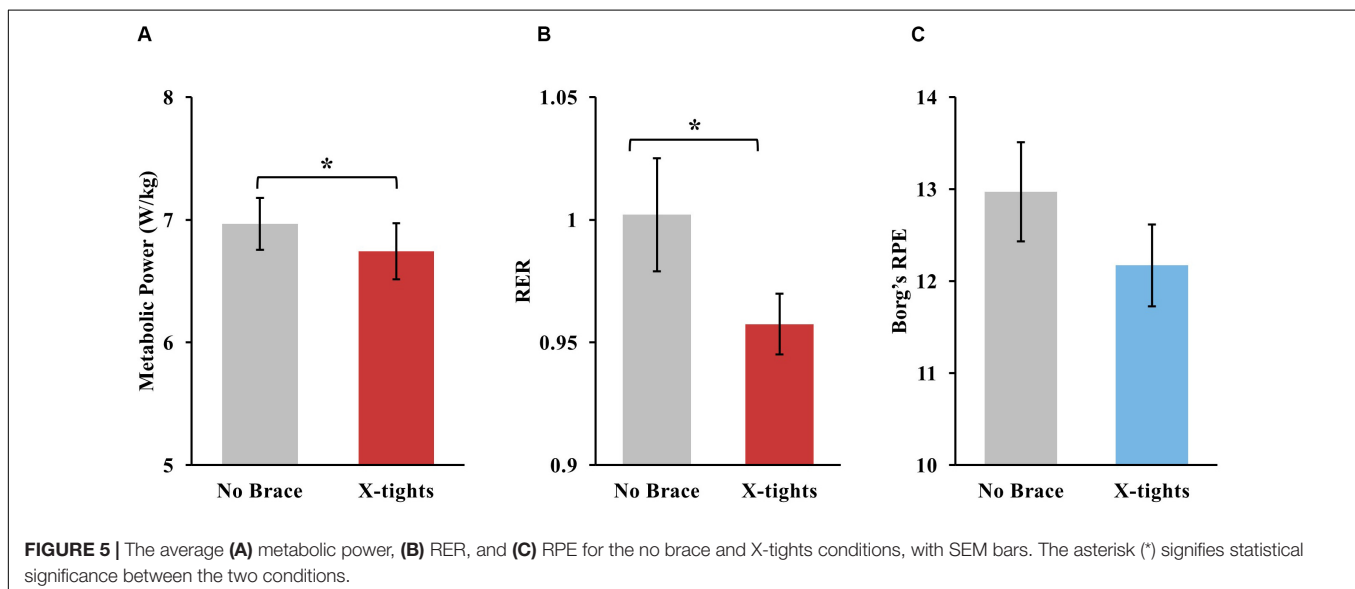 A
B
C
Metabolic Power (W/kg)
8
7
6
5
*
No Brace
X-tights
RER
1.05
1
0.95
0.9
*
No Brace
X-tights
Borg's RPE
14
13
12
11
10
No Brace
X-tights
FIGURE 5 | The average (A) metabolic power, (B) RER, and (C) RPE for the no brace and X-tights conditions, with SEM bars. The asterisk (*) signifies statistical
significance between the two conditions.